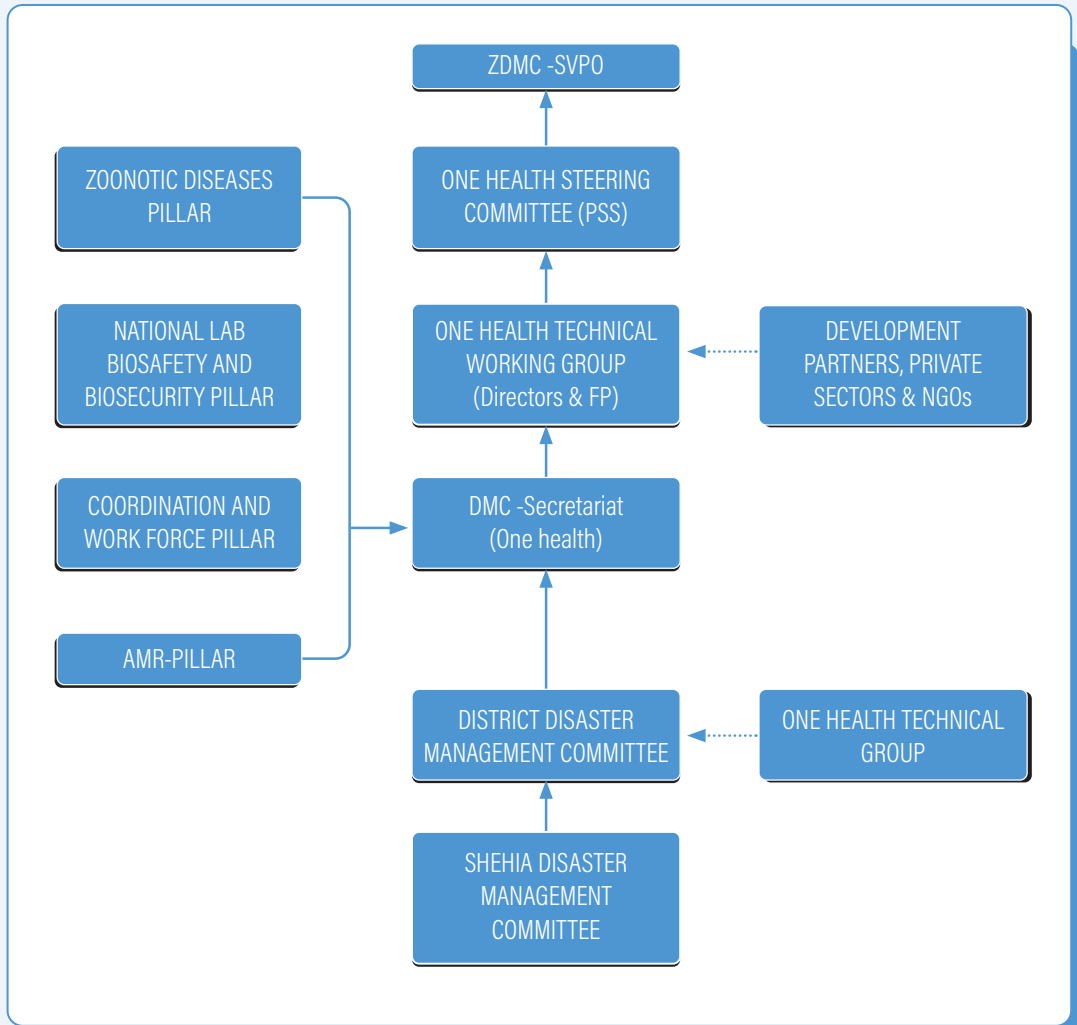 ZDMC -SVPO
ZOONOTIC DISEASES
PILLAR
ONE HEALTH STEERING
COMMITTEE (PSS)
NATIONAL LAB
BIOSAFETY AND
BIOSECURITY PILLAR
ONE HEALTH TECHNICAL
WORKING GROUP
(Directors & FP)
DEVELOPMENT
PARTNERS, PRIVATE
SECTORS & NGOs
COORDINATION AND
WORK FORCE PILLAR
DMC -Secretariat
(One health)
AMR-PILLAR
DISTRICT DISASTER
MANAGEMENT COMMITTEE
ONE HEALTH TECHNICAL
GROUP
SHEHIA DISASTER
MANAGEMENT
COMMITTEE